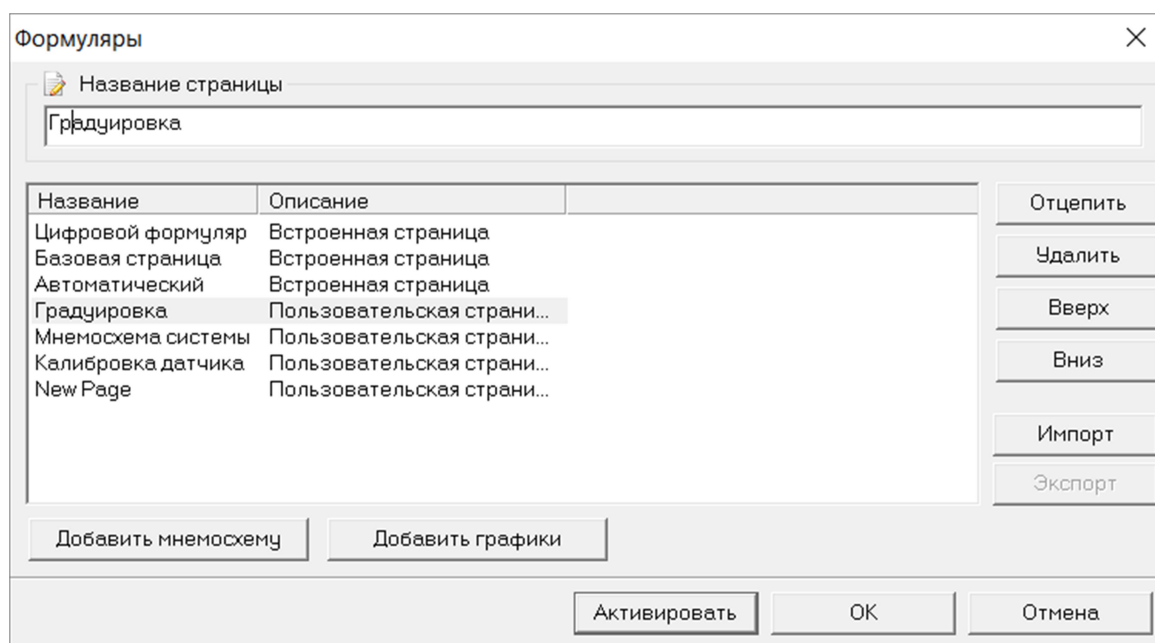 Формуляры
Название страницы
Градуировка
Название Описание
Цифровой формуляр Встроенная страница
Базовая страница Встроенная страница
Автоматический Встроенная страница
Градуировка Пользовательская страни...
Мнемосхема системы Пользовательская страни...
Калибровка датчика Пользовательская страни...
New Page Пользовательская страни...
Отцепить
Удалить
Вверх
Вниз
Импорт
Экспорт
Добавить мнемосхему Добавить графики
Активировать OK Отмена